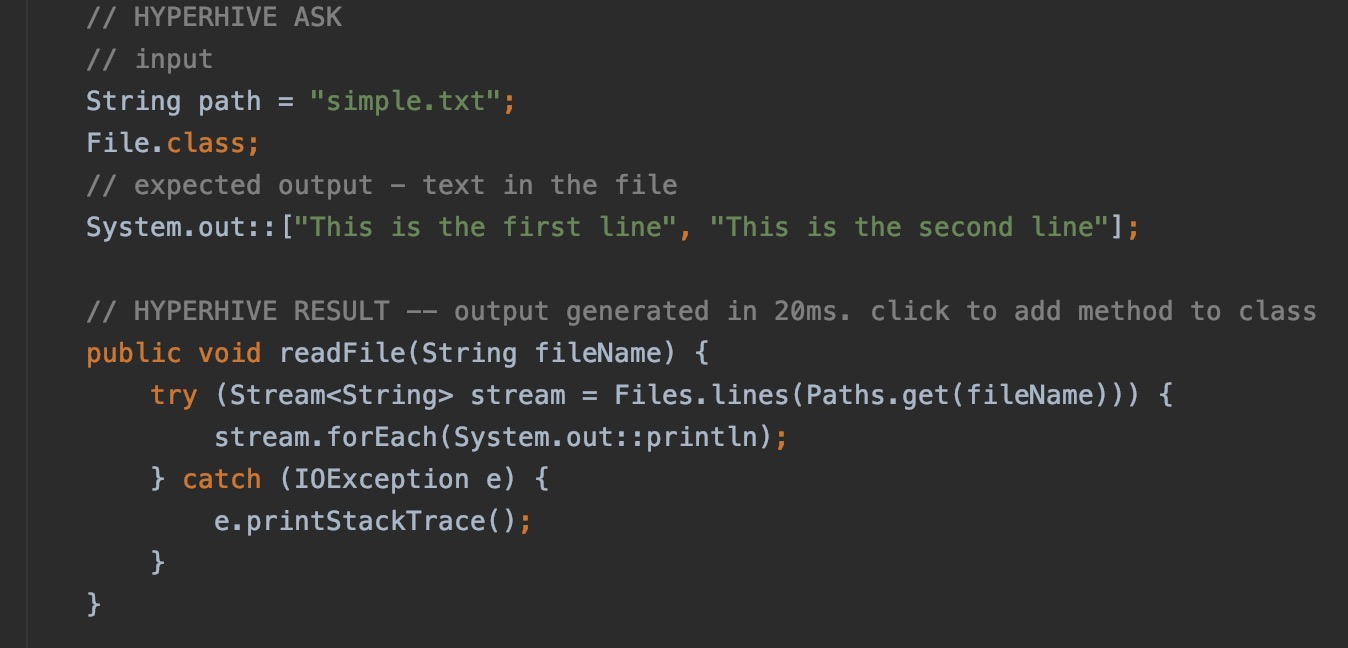 // HYPERHIVE ASK
// input
String path = "simple.txt";
File.class;
// expected output – text in the file
System.out::["This is the first line", "This is the second line"];
// HYPERHIVE RESULT -- output generated in 20ms. click to add method to class
public void readFile(String fileName) {
try (Stream<String> stream = Files.lines(Paths.get(fileName))) {
stream.forEach(System.out::println);
} catch (IOException e) {
e.printStackTrace();
}
}